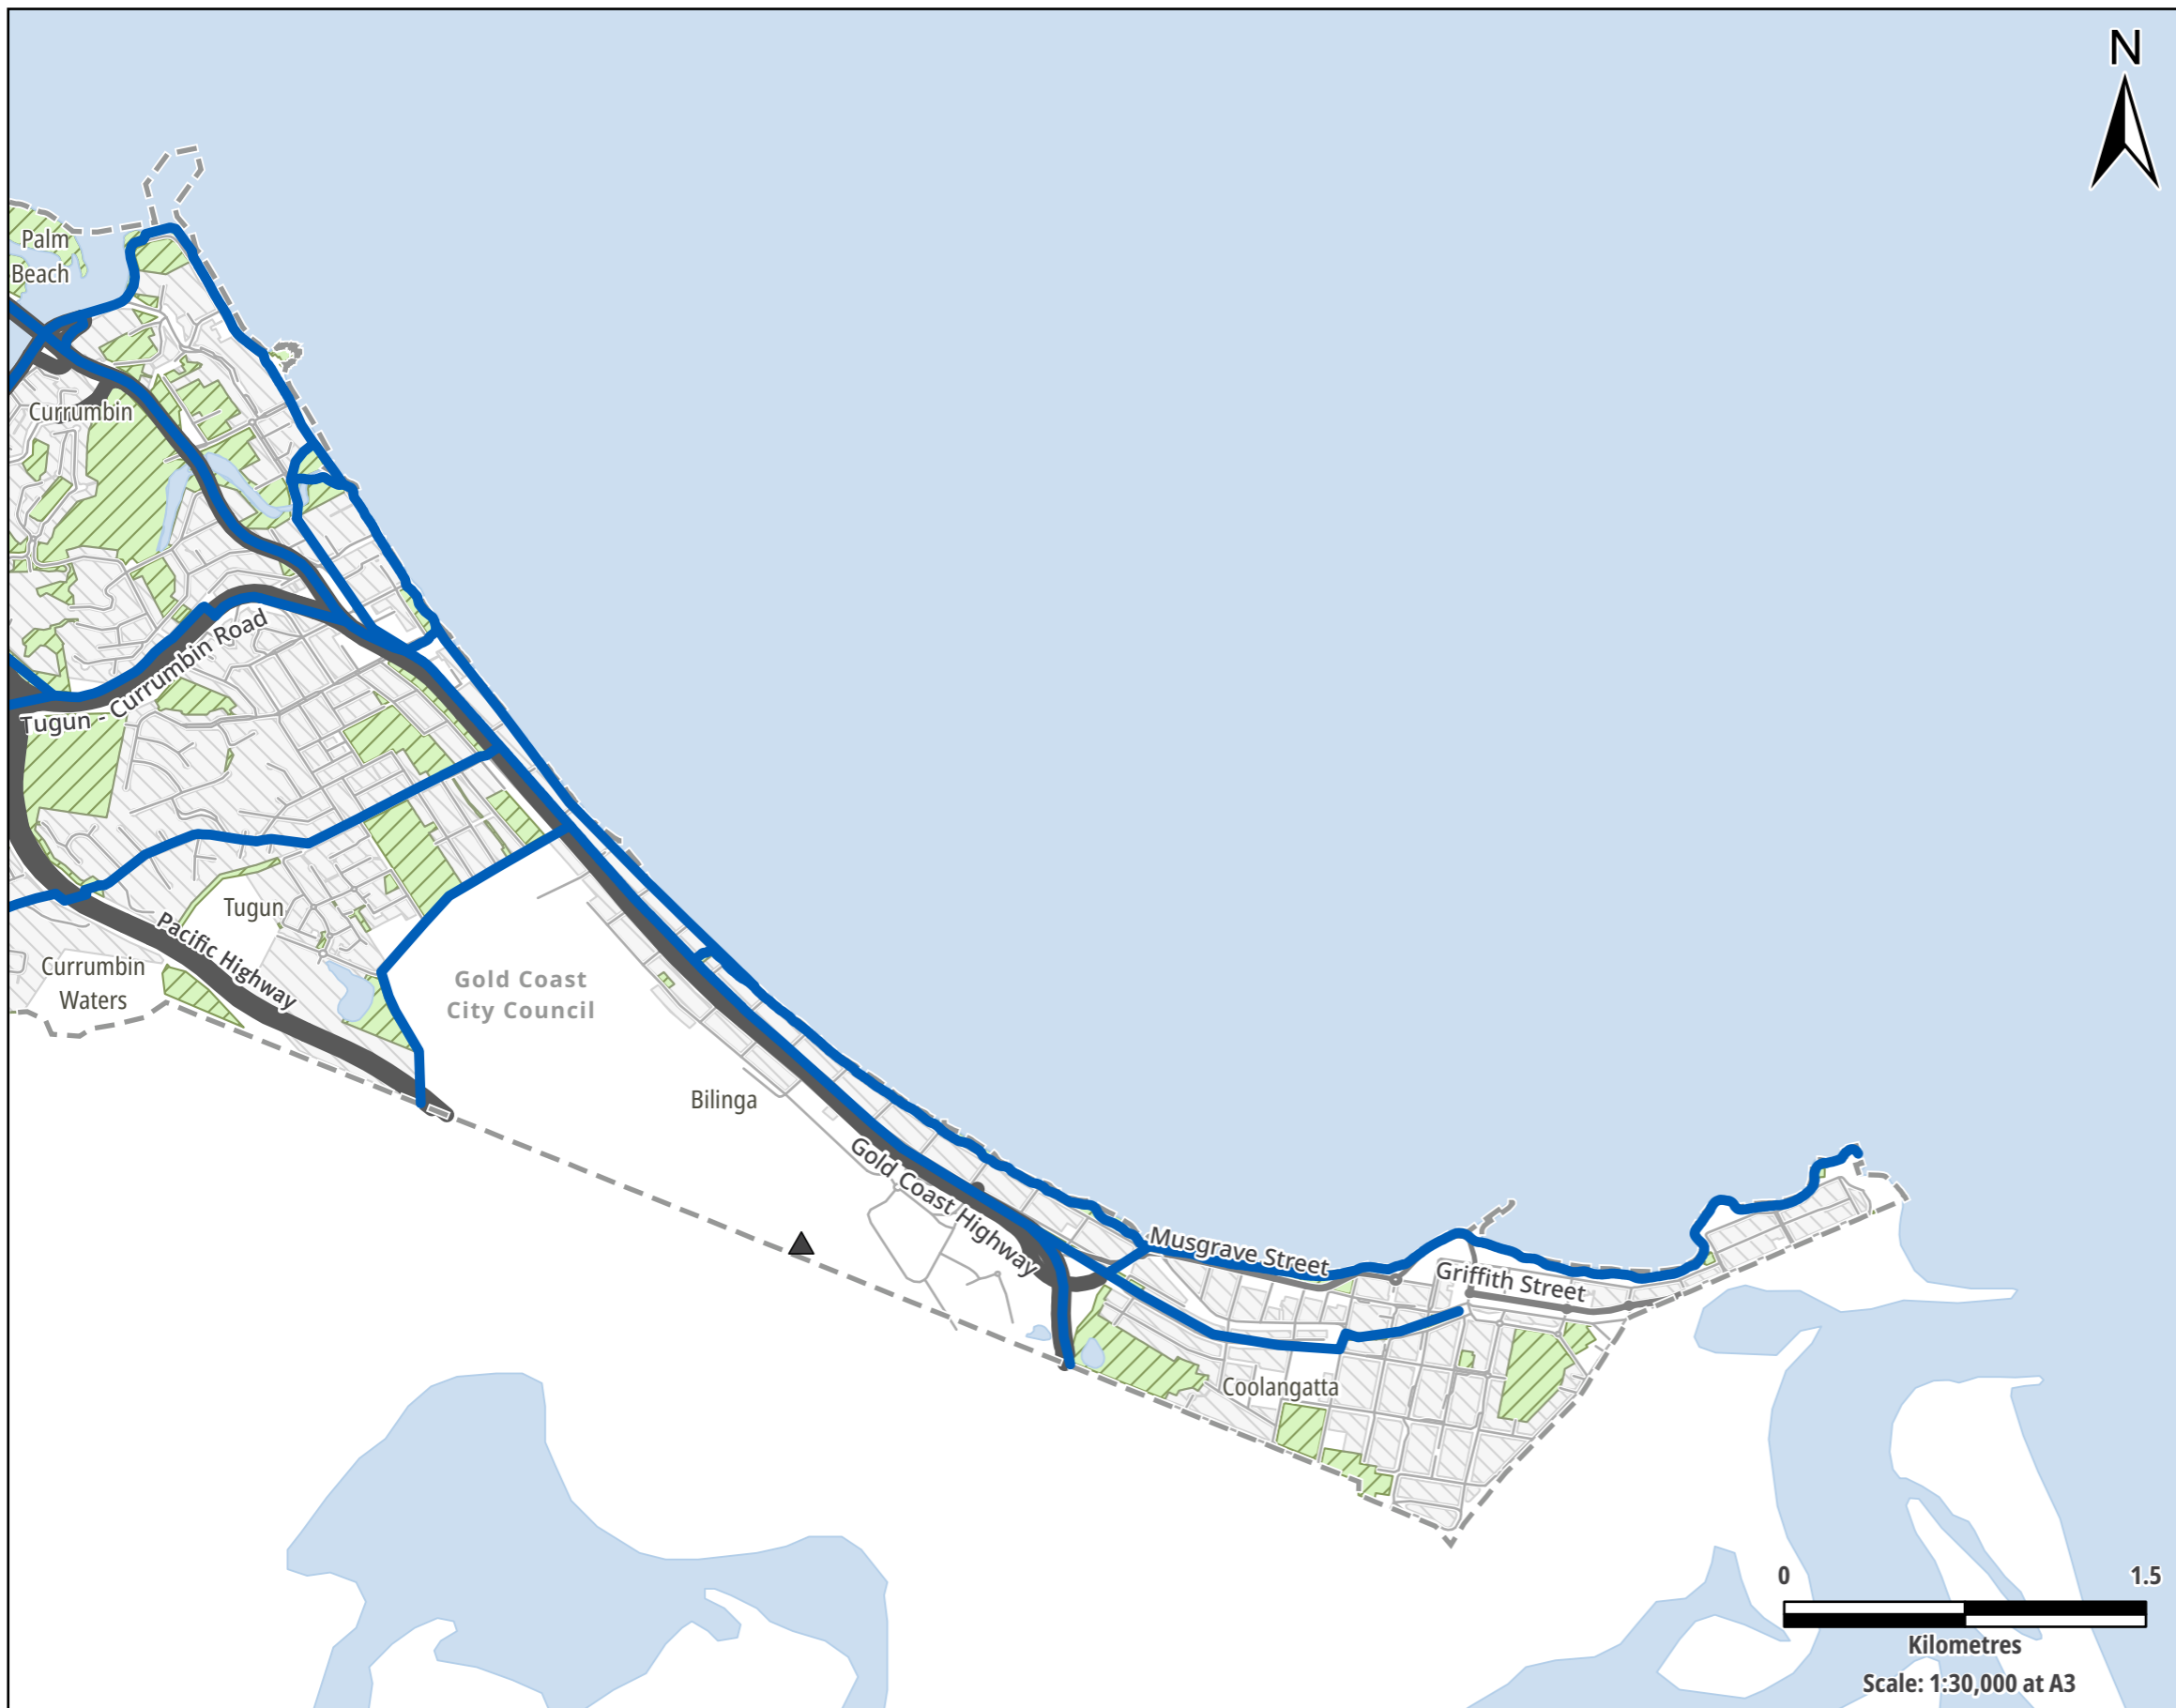 N
Palm
Beach
Currumbin
Tugun - Currumbin Road
Tugun
Pacific Highway
Currumbin
Waters
Gold Coast
City Council
Bilinga
Gold Coast Highway
Musgrave Street
Griffith Street
Coolangatta
0 1.5
Kilometres
Scale: 1:30,000 at A3